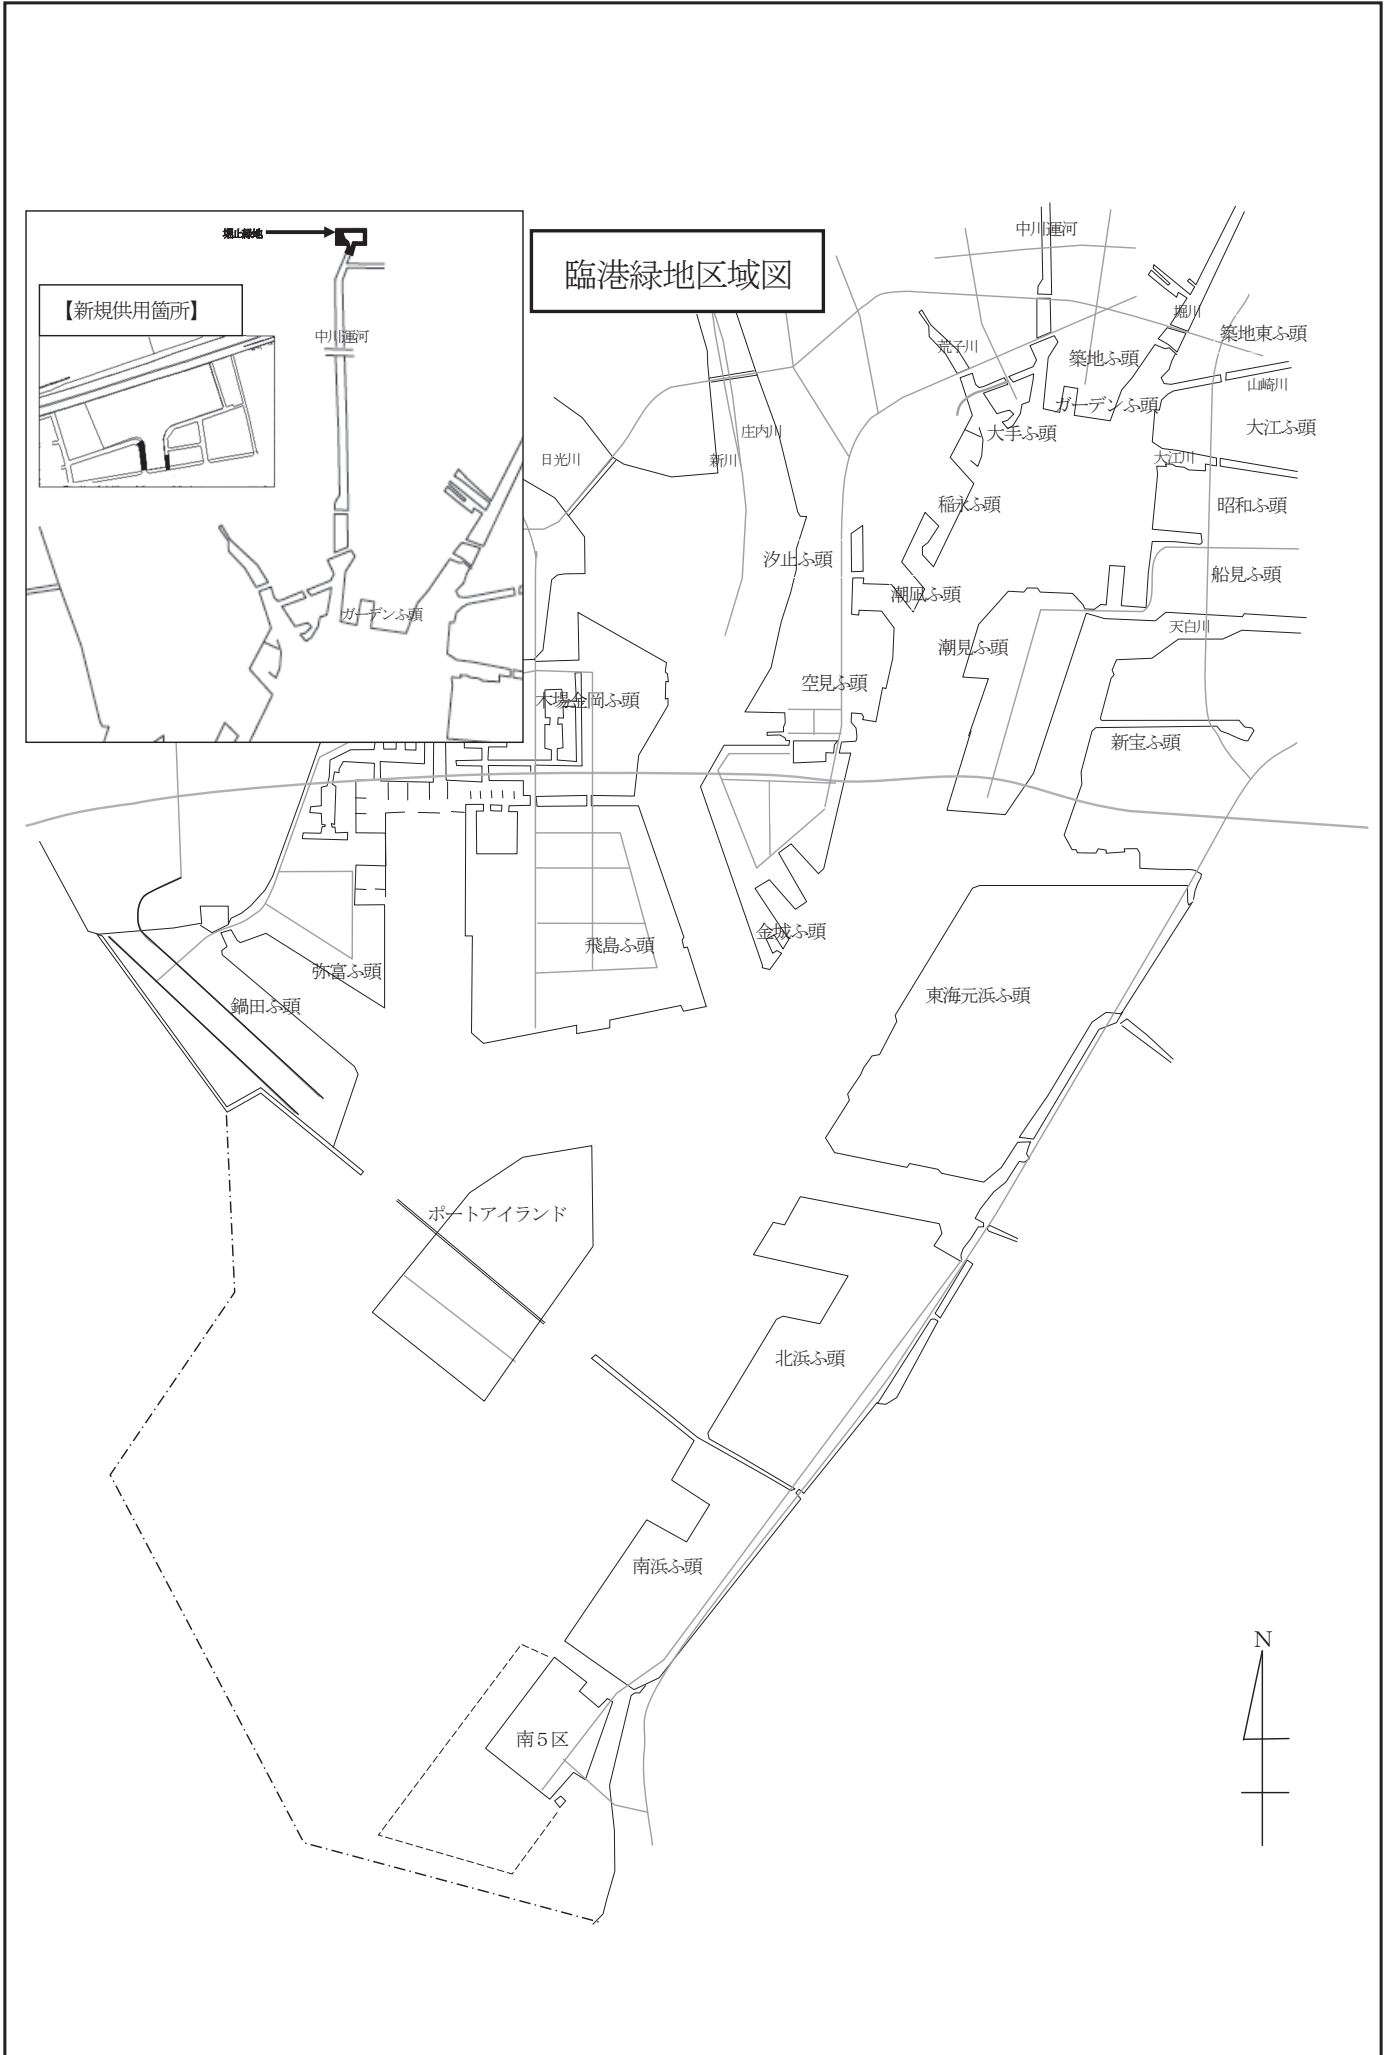 堀止緑地
臨港緑地区域図
【新規供用箇所】
中川運河
ガーデンふ頭
中川運河
堀川
築地東ふ頭
荒子川
築地ふ頭
山崎川
ガーデンふ頭
大江ふ頭
大手ふ頭
庄内川
日光川
新川
大江川
稲永ふ頭
昭和ふ頭
汐止ふ頭
船見ふ頭
潮凪ふ頭
天白川
潮見ふ頭
空見ふ頭
木場金岡ふ頭
新宝ふ頭
金城ふ頭
飛島ふ頭
弥富ふ頭
東海元浜ふ頭
鍋田ふ頭
ポートアイランド
北浜ふ頭
南浜ふ頭
N
南5区